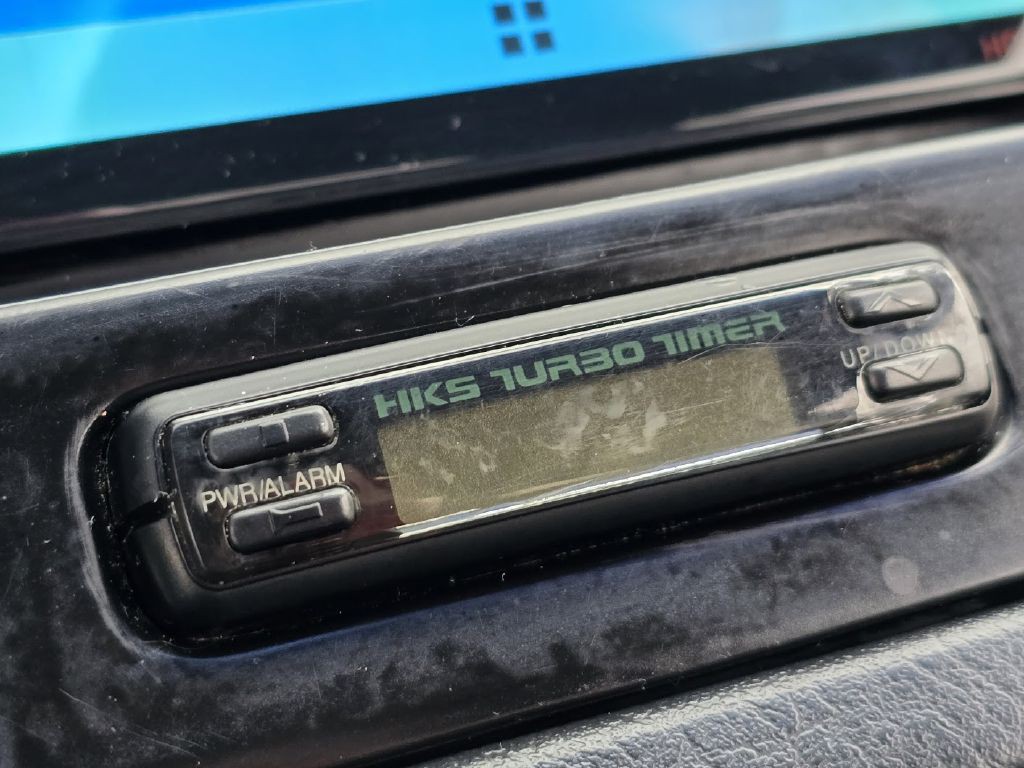 HKS TURBO TIMER
PWR/ALARM
UP/DOWN